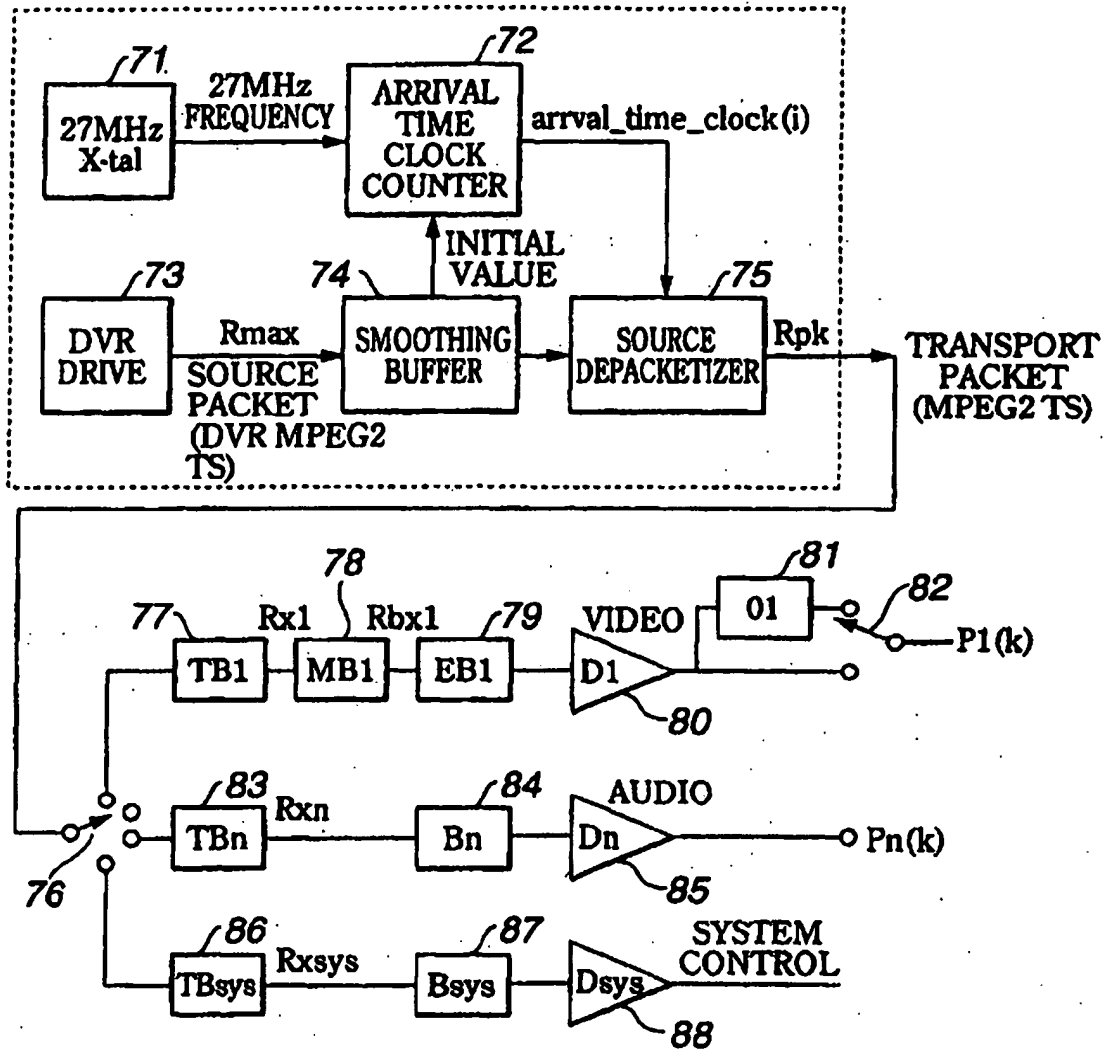 71
27MHz
X-tal
27MHz
FREQUENCY
72
ARRIVAL
TIME
CLOCK
COUNTER
arrval_time_clock(i)
INITIAL
VALUE
73
DVR
DRIVE
Rmax
SOURCE
PACKET
(DVR MPEG2
TS)
74
SMOOTHING
BUFFER
75
SOURCE
DEPACKETIZER
Rpk
TRANSPORT
PACKET
(MPEG2 TS)
76
77
TB1
Rx1
78
MB1
Rbx1
79
EB1
VIDEO
D1
80
81
01
82
P1(k)
83
TBn
Rxn
84
Bn
AUDIO
Dn
85
Pn(k)
86
TBsys
Rxsys
87
Bsys
Dsys
88
SYSTEM
CONTROL